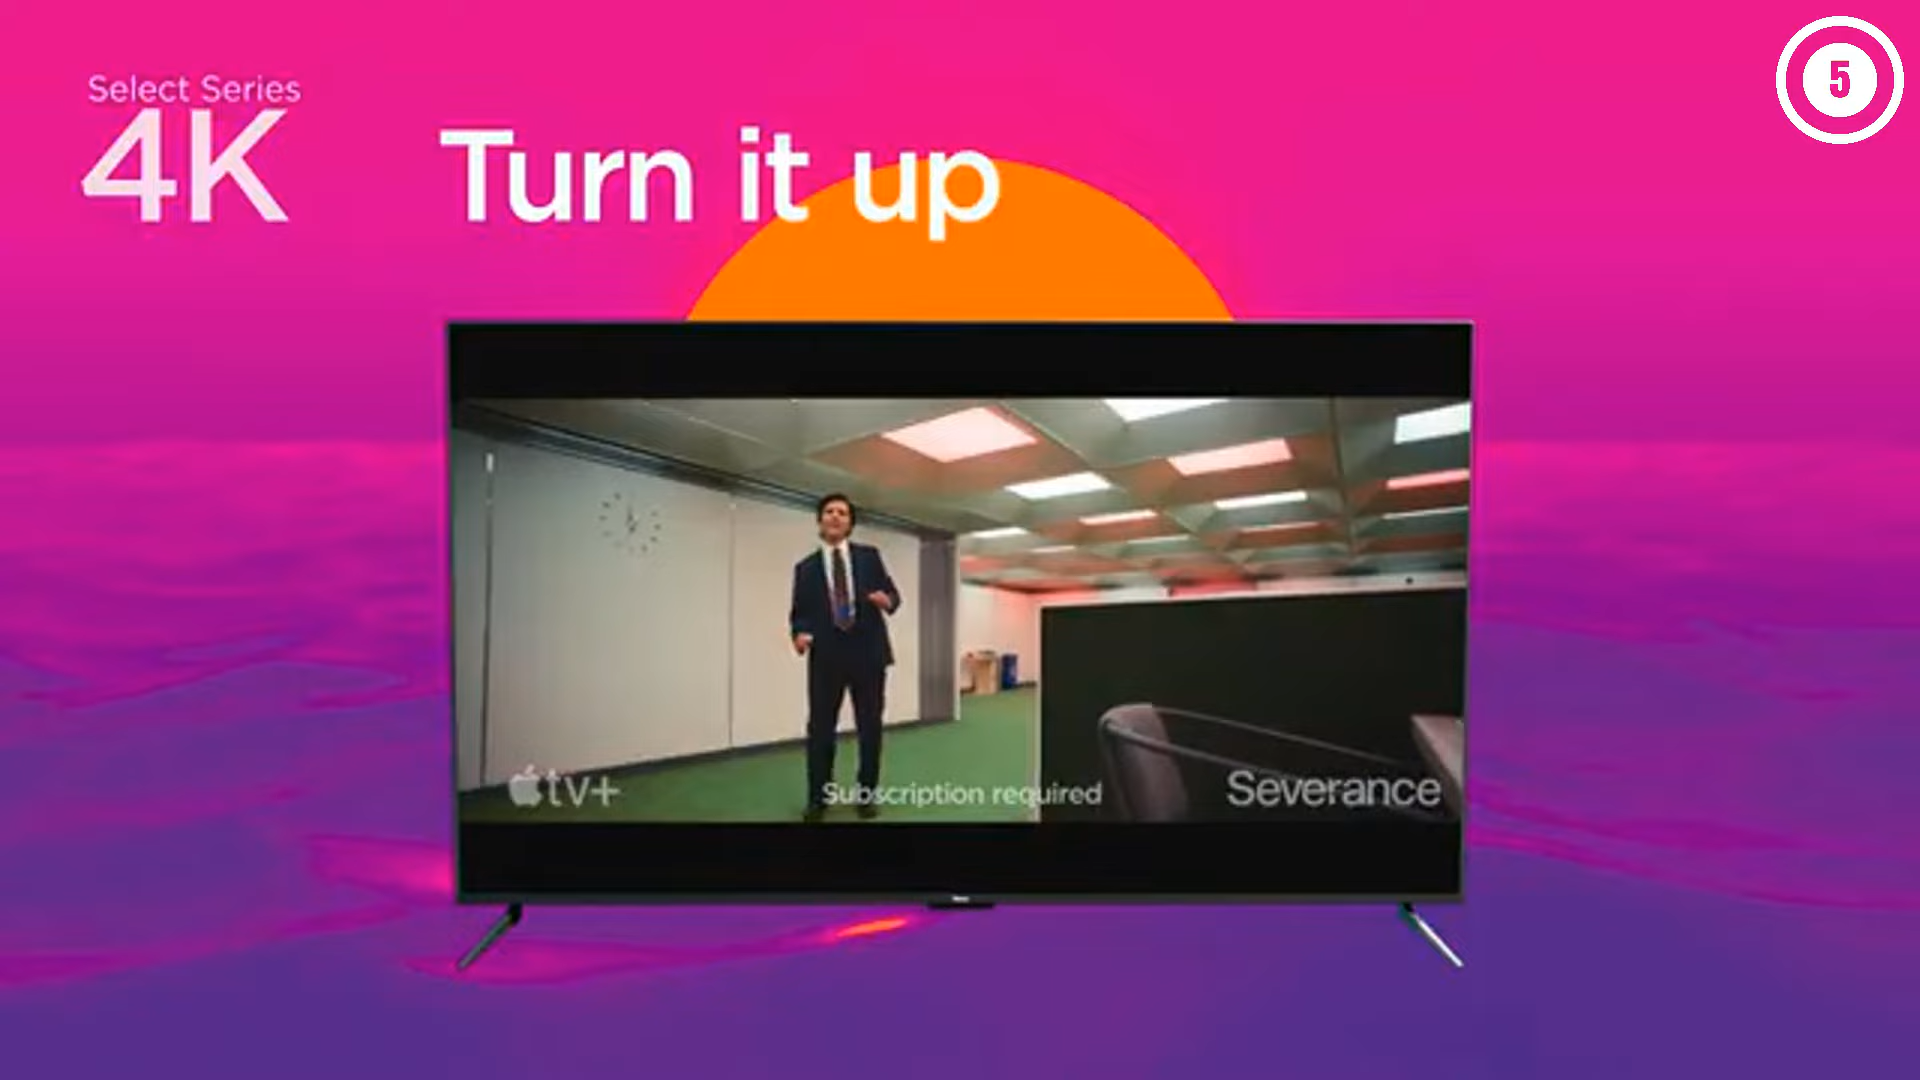 Select Series
4K
Turn it up
5
tv+
Subscription required
Severance